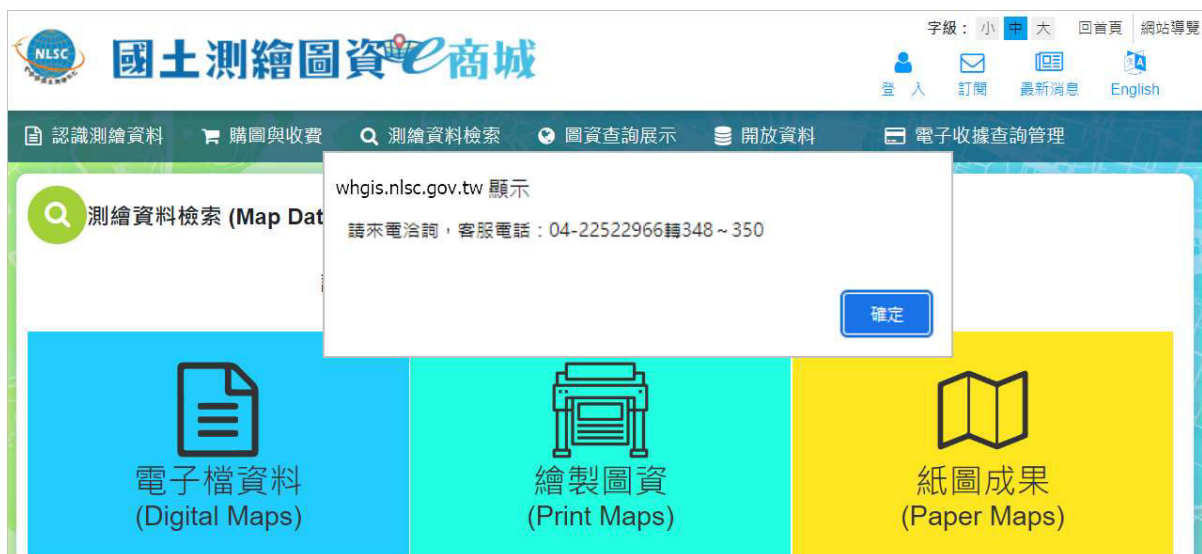 字級： 小 中 大 回首頁 網站導覽
NLSC
國土測繪圖資e商城
登 入 訂閱 最新消息 English
認識測繪資料 購圖與收費 測繪資料檢索 圖資查詢展示 開放資料 電子收據查詢管理
whgis.nlsc.gov.tw 顯示
測繪資料檢索 (Map Dat
請來電洽詢，客服電話：04-22522966轉348～350
確定
電子檔資料
(Digital Maps)
繪製圖資
(Print Maps)
紙圖成果
(Paper Maps)